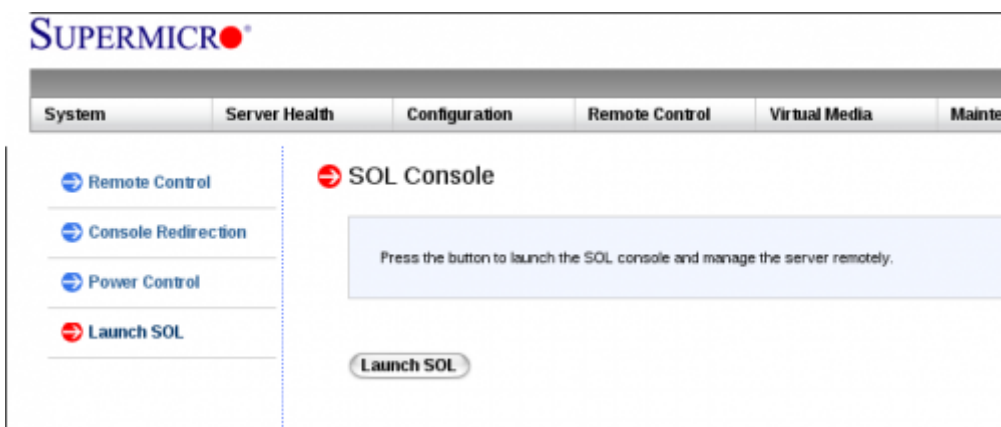 SUPERMICRO
System Server Health Configuration Remote Control Virtual Media Mainte
Remote Control
Console Redirection
Power Control
Launch SOL
SOL Console
Press the button to launch the SOL console and manage the server remotely.
Launch SOL